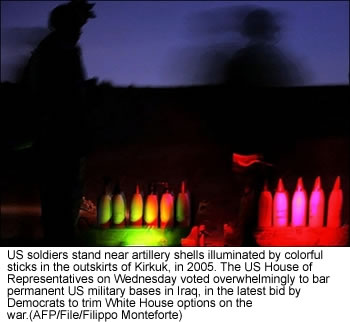 US soldiers stand near artillery shells illuminated by colorful
sticks in the outskirts of Kirkuk, in 2005. The US House of
Representatives on Wednesday voted overwhelmingly to bar
permanent US military bases in Iraq, in the latest bid by
Democrats to trim White House options on the
war.(AFP/File/Filippo Monteforte)